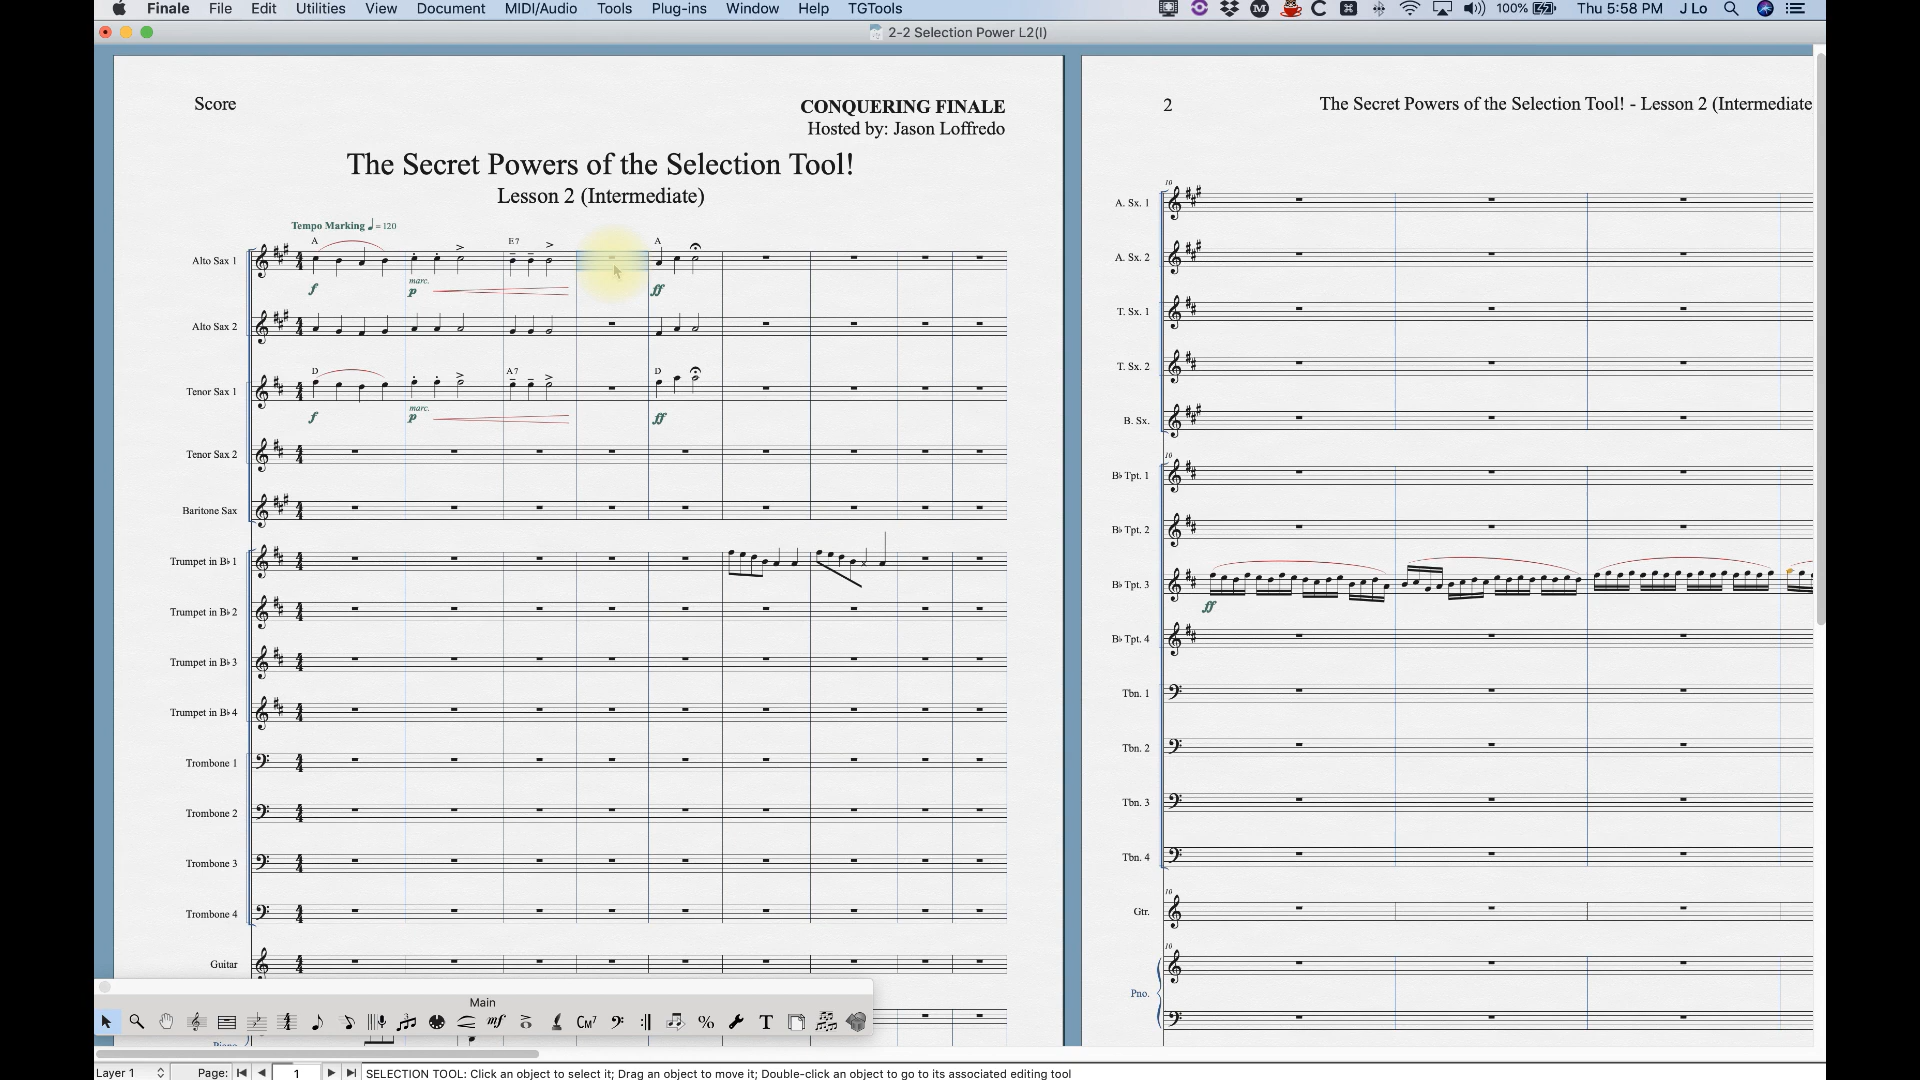 Finale File Edit Utilities View Document MIDI/Audio Tools Plug-ins Window Help TGTools 100% Thu 5:58 PM J Lo
2-2 Selection Power L2(I)
Score
CONQUERING FINALE
Hosted by: Jason Loffredo
The Secret Powers of the Selection Tool!
Lesson 2 (Intermediate)
Tempo Marking ♩ = 120
A E7 A
Alto Sax 1
marc.
f p ff
Alto Sax 2
D A7 D
Tenor Sax 1
marc.
f p ff
Tenor Sax 2
Baritone Sax
Trumpet in B♭ 1
Trumpet in B♭ 2
Trumpet in B♭ 3
Trumpet in B♭ 4
Trombone 1
Trombone 2
Trombone 3
Trombone 4
Guitar
Piano
2 The Secret Powers of the Selection Tool! - Lesson 2 (Intermediate
10
A. Sx. 1
A. Sx. 2
T. Sx. 1
T. Sx. 2
B. Sx.
10
B♭ Tpt. 1
B♭ Tpt. 2
B♭ Tpt. 3
ff
B♭ Tpt. 4
Tbn. 1
Tbn. 2
Tbn. 3
Tbn. 4
10
Gtr.
10
Pno.
Main
mf CM7 % T
Layer 1 Page: 1 SELECTION TOOL: Click an object to select it; Drag an object to move it; Double-click an object to go to its associated editing tool